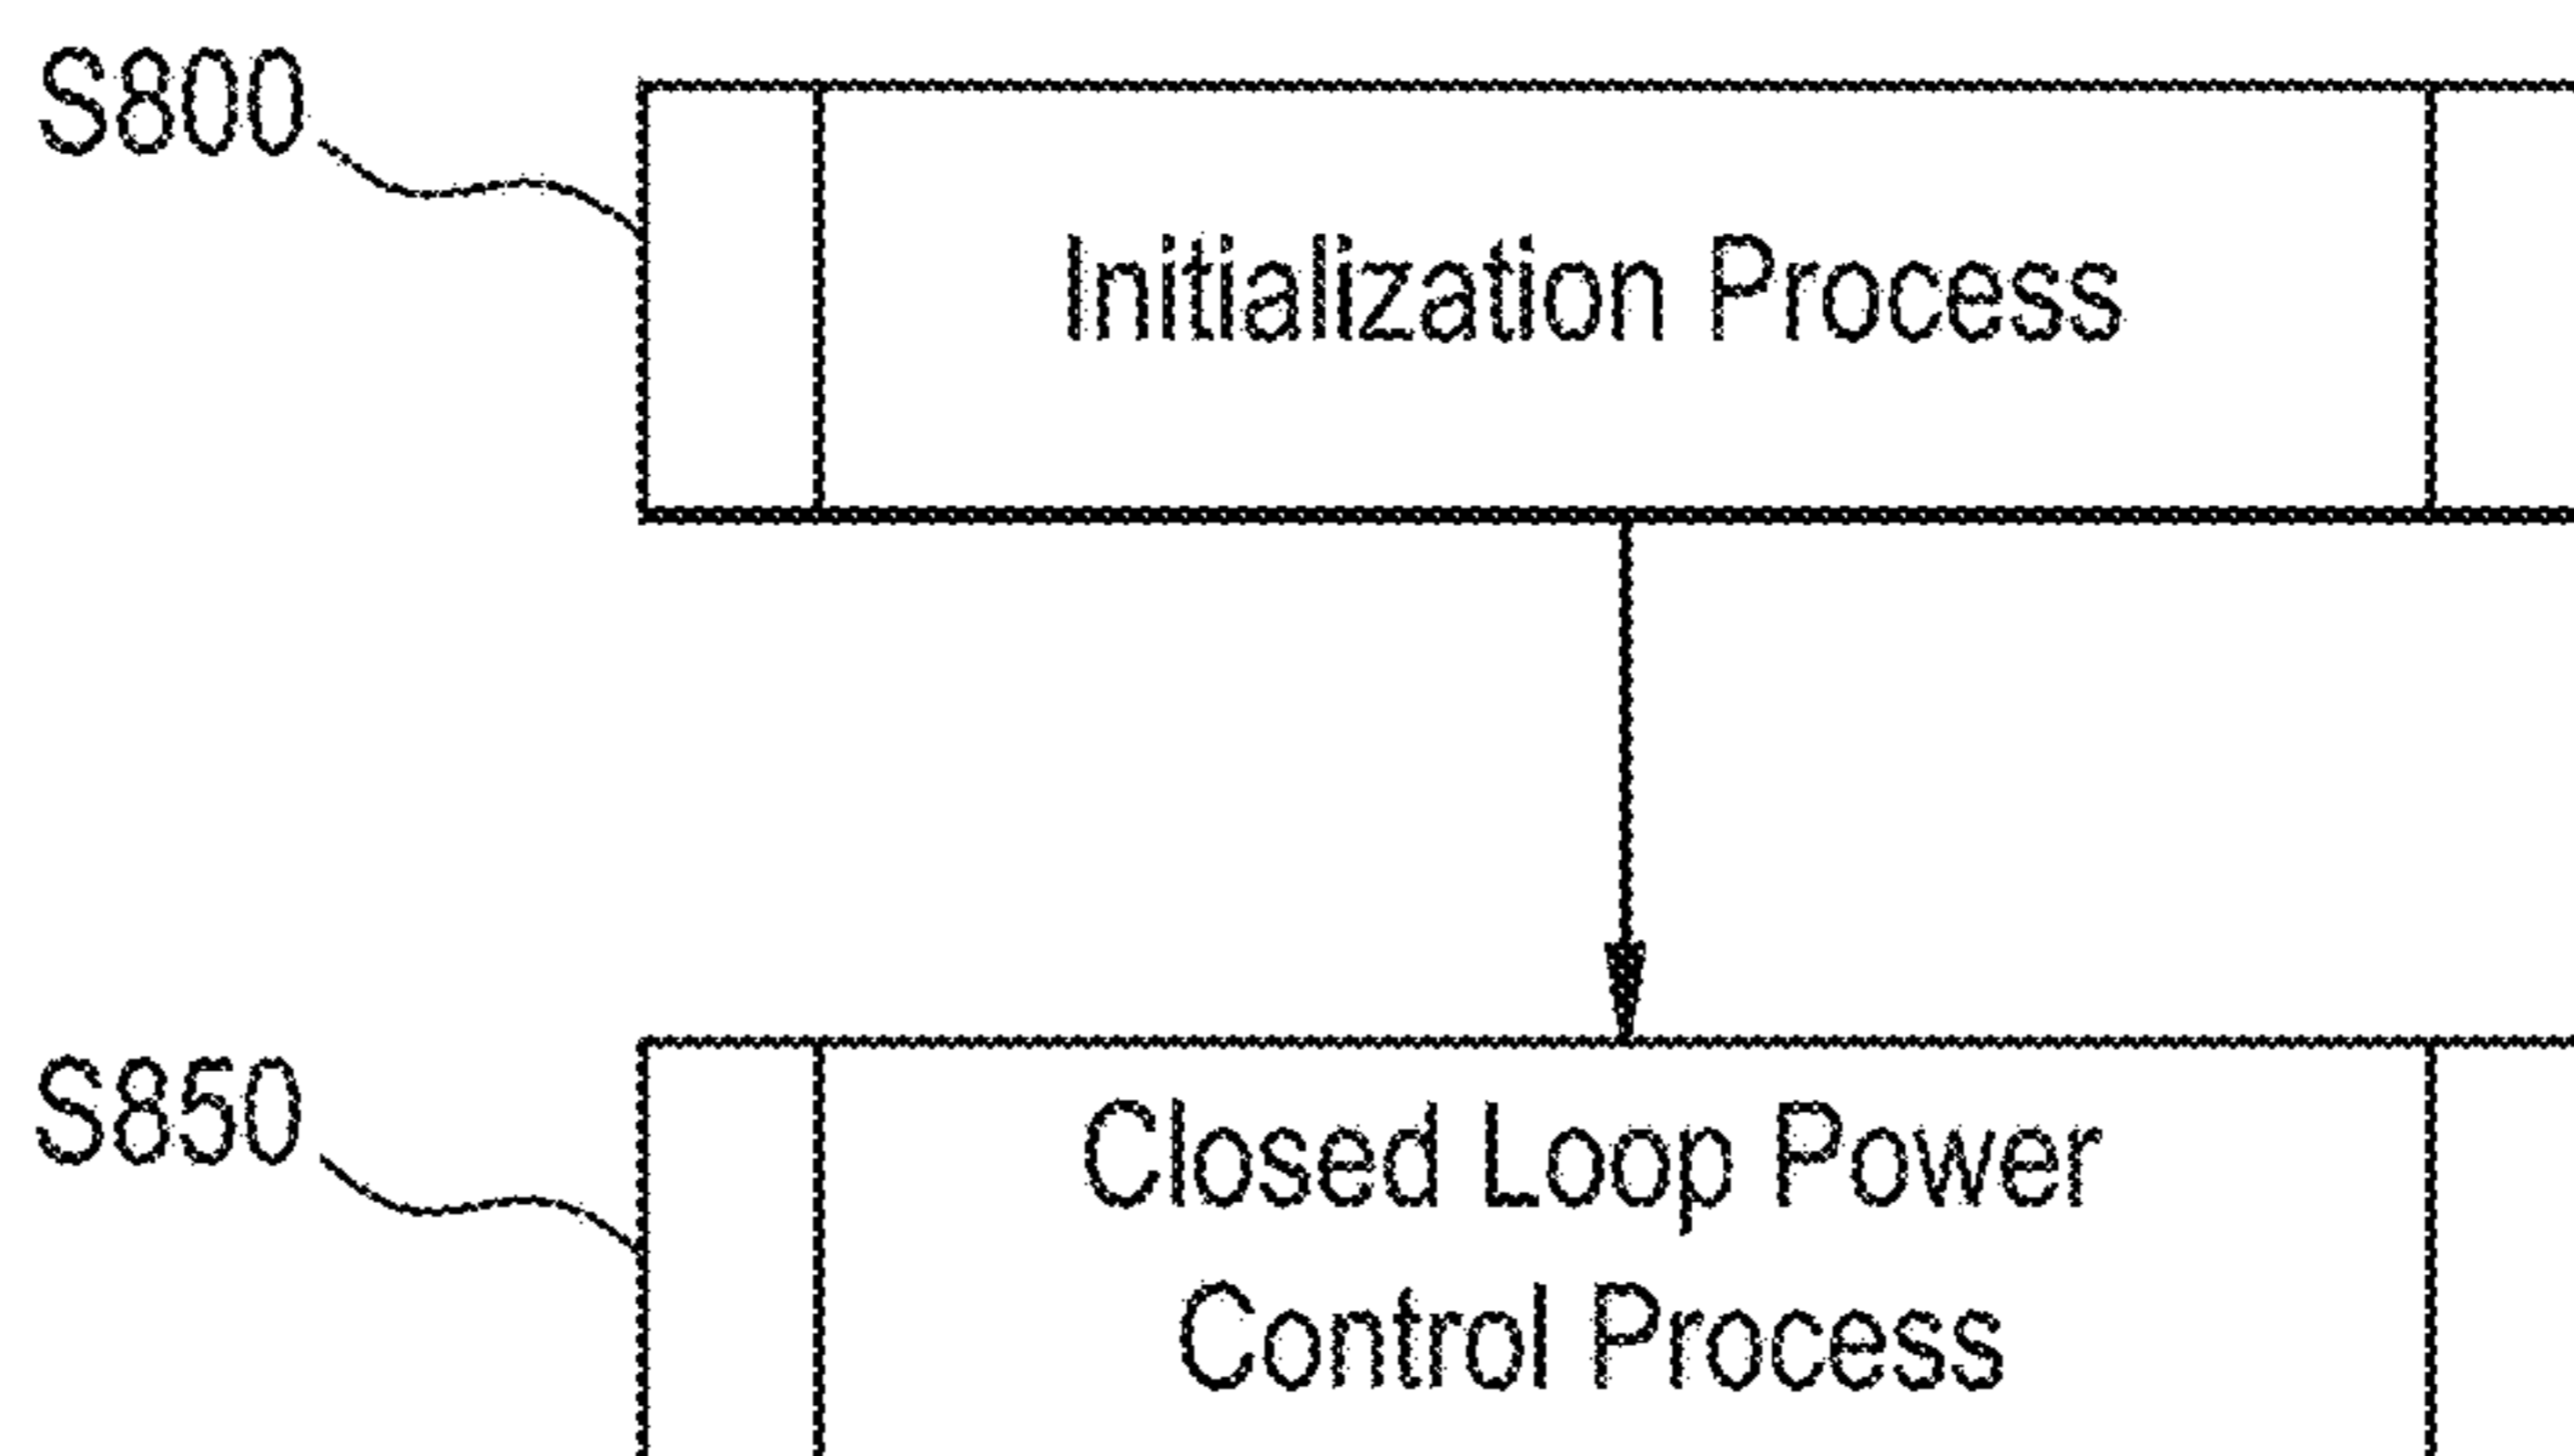 S800
Initialization Process
S850
Closed Loop Power
Control Process